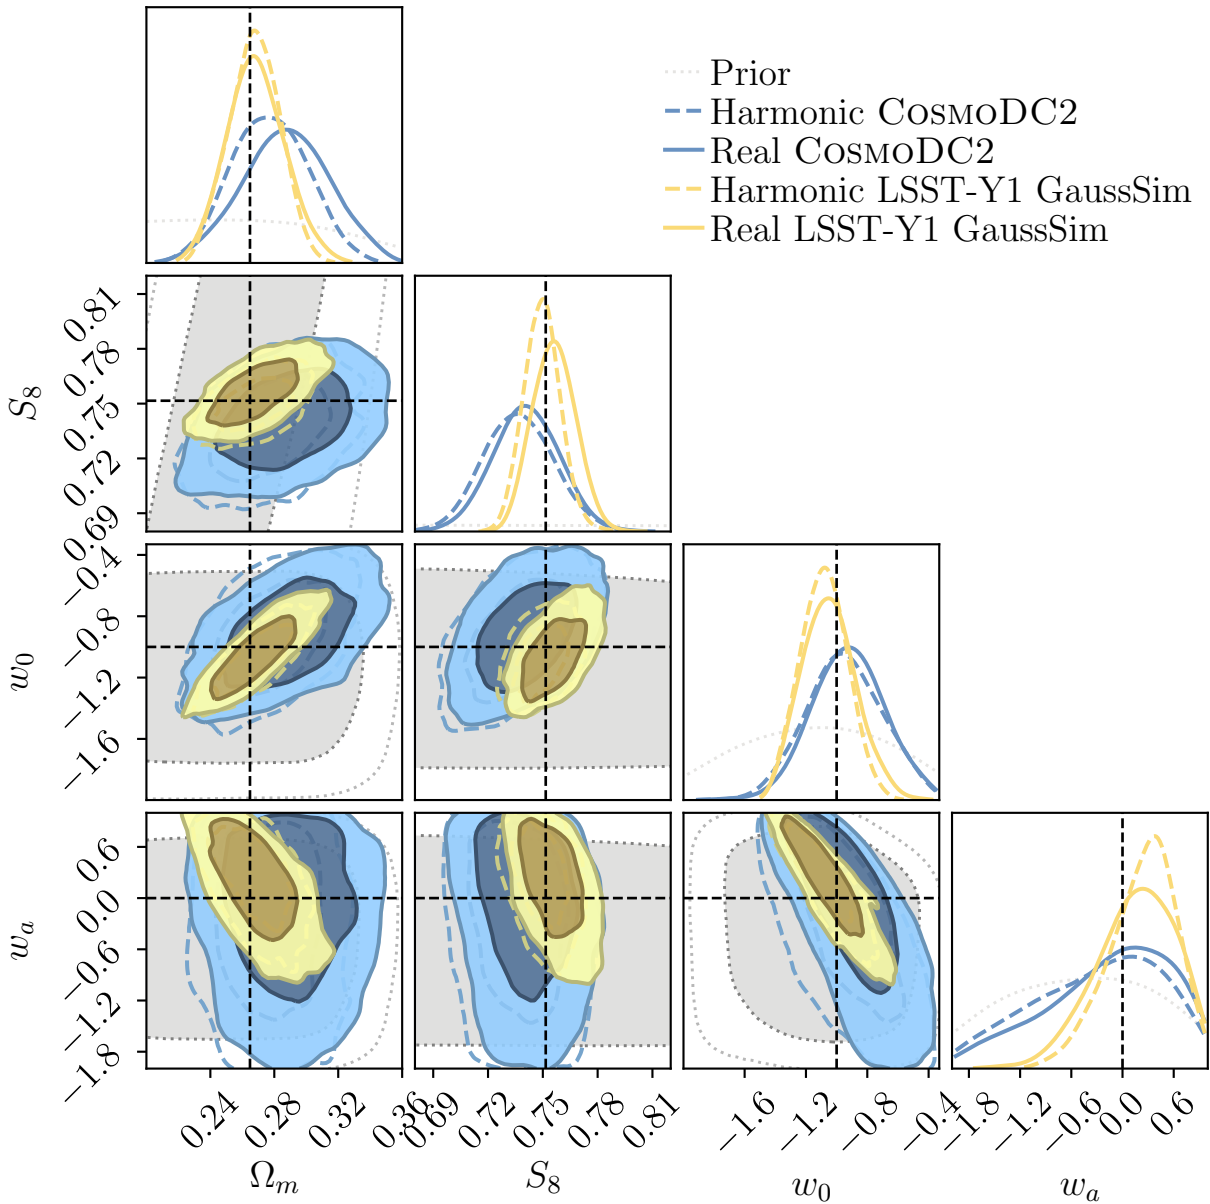 Prior
Harmonic COSMODC2
Real COSMODC2
Harmonic LSST-Y1 GaussSim
Real LSST-Y1 GaussSim
S₈
0.81
0.78
0.75
0.72
0.69
w₀
−0.4
−0.8
−1.2
−1.6
wₐ
0.6
0.0
−0.6
−1.2
−1.8
0.24 0.28 0.32 0.36
0.69 0.72 0.75 0.78 0.81
−1.6 −1.2 −0.8 −0.4
−1.8 −1.2 −0.6 0.0 0.6
Ωₘ S₈ w₀ wₐ